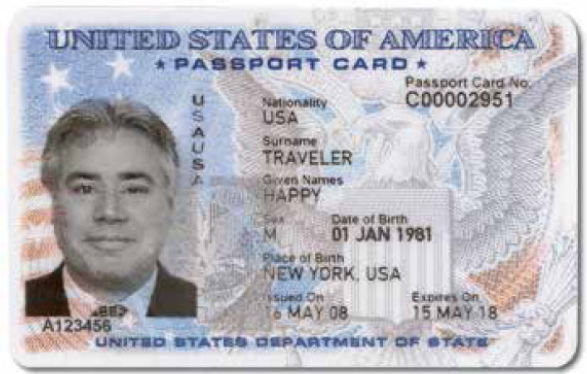 UNITED STATES OF AMERICA
★ PASSPORT CARD ★
Passport Card No.
C00002951
USAUSA
Nationality
USA
Surname
TRAVELER
Given Names
HAPPY
Sex Date of Birth
M 01 JAN 1981
Place of Birth
NEW YORK, USA
Issued On Expires On
16 MAY 08 15 MAY 18
A123456
UNITED STATES DEPARTMENT OF STATE